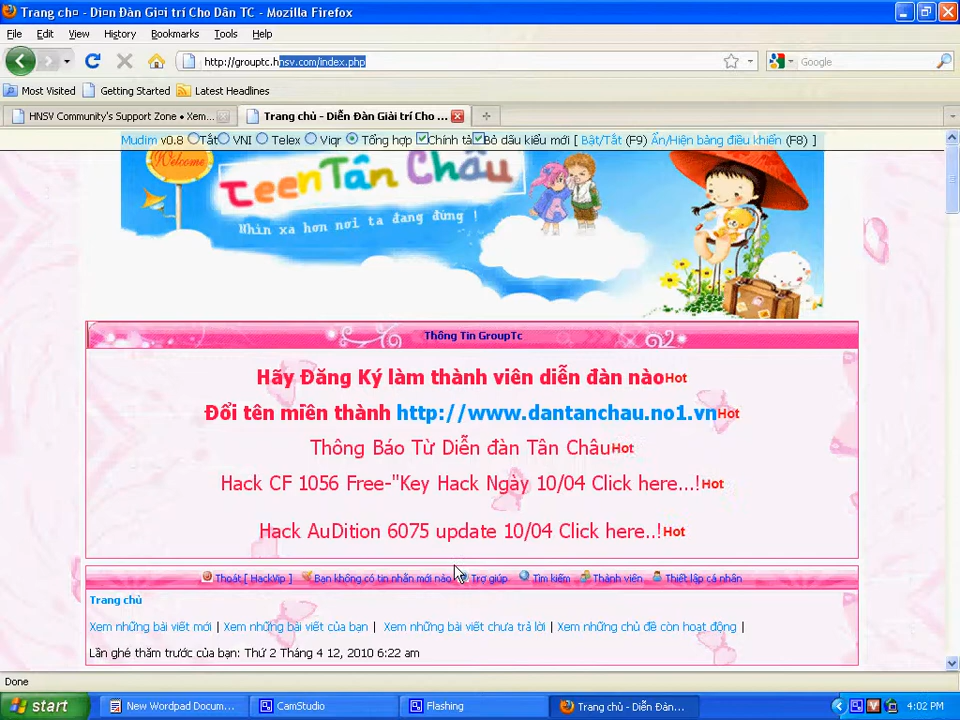 Trang ch¤ - Di¤n Đàn Gi¤i trí Cho Dân TC - Mozilla Firefox
File Edit View History Bookmarks Tools Help
http://grouptc.hnsv.com/index.php
Google
Most Visited Getting Started Latest Headlines
HNSV Community's Support Zone • Xem...
Trang chủ - Diễn Đàn Giải trí Cho ...
Mudim v0.8 Tắt VNI Telex Viqr Tổng hợp Chính tả Bỏ dấu kiểu mới [ Bật/Tắt (F9) Ẩn/Hiện bảng điều khiển (F8) ]
Welcome
TeenTân Châu
Nhìn xa hơn nơi ta đang đứng !
Thông Tin GroupTc
Hãy Đăng Ký làm thành viên diễn đàn nàoHot
Đổi tên miền thành http://www.dantanchau.no1.vnHot
Thông Báo Từ Diễn đàn Tân ChâuHot
Hack CF 1056 Free-"Key Hack Ngày 10/04 Click here...!Hot
Hack AuDition 6075 update 10/04 Click here..!Hot
Thoát [ HackVip ] Bạn không có tin nhắn mới nào Trợ giúp Tìm kiếm Thành viên Thiết lập cá nhân
Trang chủ
Xem những bài viết mới | Xem những bài viết của bạn | Xem những bài viết chưa trả lời | Xem những chủ đề còn hoạt động |
Lần ghé thăm trước của bạn: Thứ 2 Tháng 4 12, 2010 6:22 am
Done
start New Wordpad Docum... CamStudio Flashing Trang chủ - Diễn Đàn... 4:02 PM